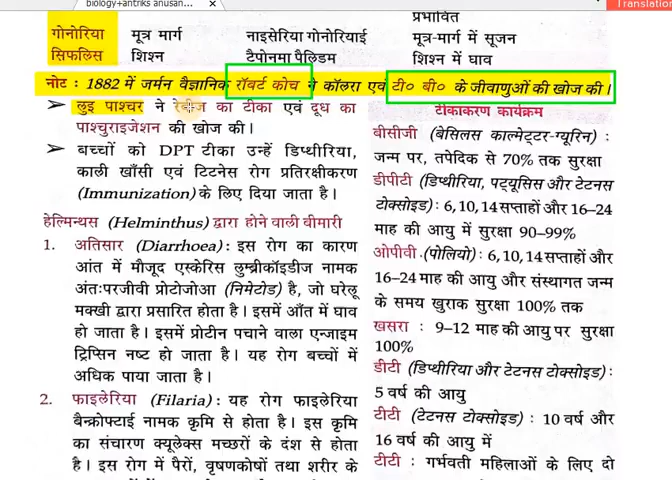 biology+antriks anusan...
Translation
प्रभावित
गोनोरिया मूत्र मार्ग नाइसेरिया गोनोरियाई मूत्र-मार्ग में सूजन
सिफलिस शिश्न टैपोनमा पैलिडम शिश्न में घाव
नोट : 1882 में जर्मन वैज्ञानिक रॉबर्ट कोच ने कॉलरा एवं टी० बी० के जीवाणुओं की खोज की।
➢ लुइ पाश्चर ने रेबीज का टीका एवं दूध का
पाश्चुराइजेशन की खोज की।
➢ बच्चों को DPT टीका उन्हें डिप्थीरिया,
काली खाँसी एवं टिटनेस रोग प्रतिरक्षीकरण
(Immunization) के लिए दिया जाता है।
हेल्मिन्थस (Helminthus) द्वारा होने वाली बीमारी
1. अतिसार (Diarrhoea) : इस रोग का कारण
आंत में मौजूद एस्केरिस लुम्ब्रीकॉइडीज नामक
अंतःपरजीवी प्रोटोजोआ (निमेटोड) है, जो घरेलू
मक्खी द्वारा प्रसारित होता है। इसमें आंत में घाव
हो जाता है। इसमें प्रोटीन पचाने वाला एन्जाइम
ट्रिप्सिन नष्ट हो जाता है। यह रोग बच्चों में
अधिक पाया जाता है।
2. फाइलेरिया (Filaria) : यह रोग फाइलेरिया
बैन्क्रोफ्टाई नामक कृमि से होता है। इस कृमि
का संचारण क्यूलेक्स मच्छरों के दंश से होता
है। इस रोग में पैरों, वृषणकोषों तथा शरीर के
टीकाकरण कार्यक्रम
बीसीजी (बेसिलस काल्मेट्टर-ग्यूरिन) :
जन्म पर, तपेदिक से 70% तक सुरक्षा
डीपीटी (डिप्थीरिया, पट्यूसिस और टेटनस
टोक्सोइड) : 6, 10, 14 सप्ताहों और 16–24
माह की आयु में सुरक्षा 90–99%
ओपीवी (पोलियो) : 6, 10, 14 सप्ताहों और
16–24 माह की आयु और संस्थागत जन्म
के समय खुराक सुरक्षा 100% तक
खसरा : 9–12 माह की आयु पर सुरक्षा
100%
डीटी (डिप्थीरिया और टेटनस टोक्सोइड) :
5 वर्ष की आयु
टीटी (टेटनस टोक्सोइड) : 10 वर्ष और
16 वर्ष की आयु में
टीटी : गर्भवती महिलाओं के लिए दो